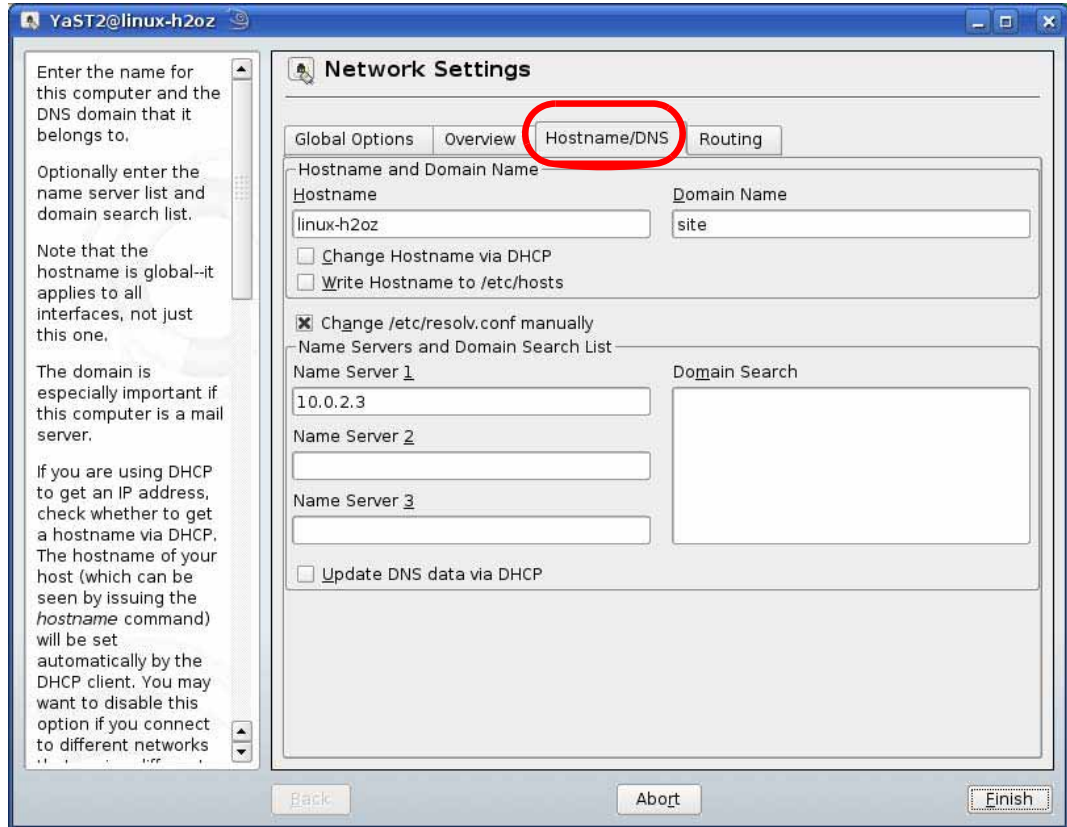 YaST2@linux-h2oz
Enter the name for
this computer and the
DNS domain that it
belongs to.
Optionally enter the
name server list and
domain search list.
Note that the
hostname is global--it
applies to all
interfaces, not just
this one.
The domain is
especially important if
this computer is a mail
server.
If you are using DHCP
to get an IP address,
check whether to get
a hostname via DHCP.
The hostname of your
host (which can be
seen by issuing the
hostname command)
will be set
automatically by the
DHCP client. You may
want to disable this
option if you connect
to different networks
Network Settings
Global Options Overview Hostname/DNS Routing
Hostname and Domain Name
Hostname Domain Name
linux-h2oz site
Change Hostname via DHCP
Write Hostname to /etc/hosts
Change /etc/resolv.conf manually
Name Servers and Domain Search List
Name Server 1 Domain Search
10.0.2.3
Name Server 2
Name Server 3
Update DNS data via DHCP
Back Abort Finish